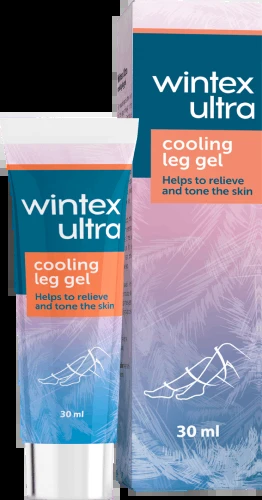 wintex
ultra
cooling
leg gel
Helps to relieve
and tone the skin
30 ml
wintex
ultra
cooling
leg gel
Helps to relieve
and tone the skin
30 ml